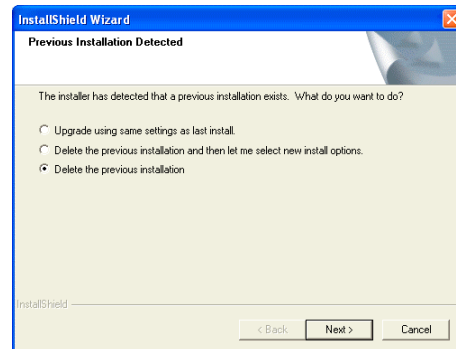 InstallShield Wizard
Previous Installation Detected
The installer has detected that a previous installation exists. What do you want to do?
Upgrade using same settings as last install.
Delete the previous installation and then let me select new install options.
Delete the previous installation
InstallShield
< Back
Next >
Cancel